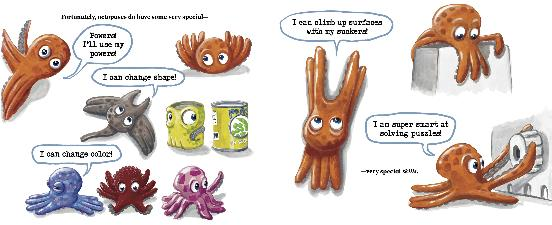 Fortunately, octopuses do have some very special—
Powers!
I'll use my
powers!
I can change shape!
I can change color!
I can climb up surfaces
with my suckers!
I am super smart at
solving puzzles!
—very special skills.